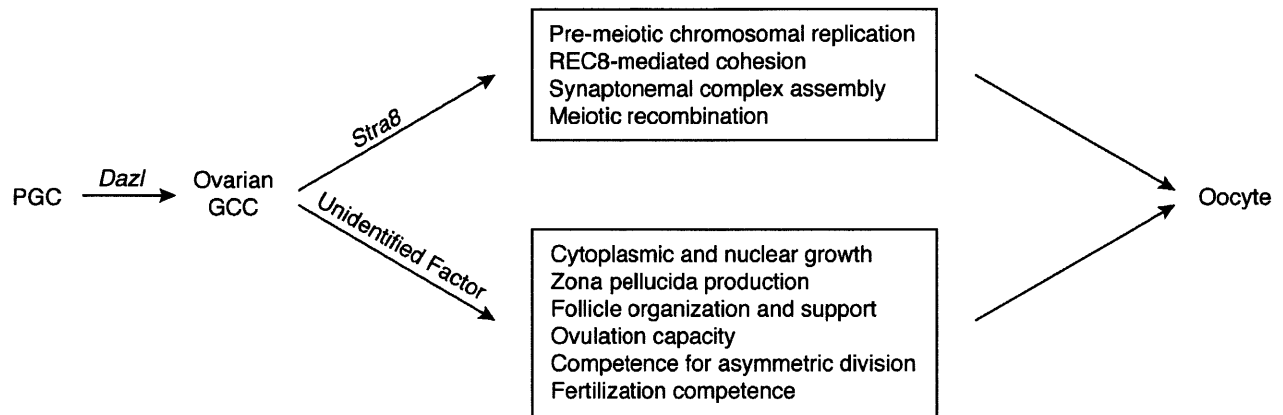 PGC
Dazl
Ovarian
GCC
Stra8
Pre-meiotic chromosomal replication
REC8-mediated cohesion
Synaptonemal complex assembly
Meiotic recombination
Unidentified Factor
Cytoplasmic and nuclear growth
Zona pellucida production
Follicle organization and support
Ovulation capacity
Competence for asymmetric division
Fertilization competence
Oocyte